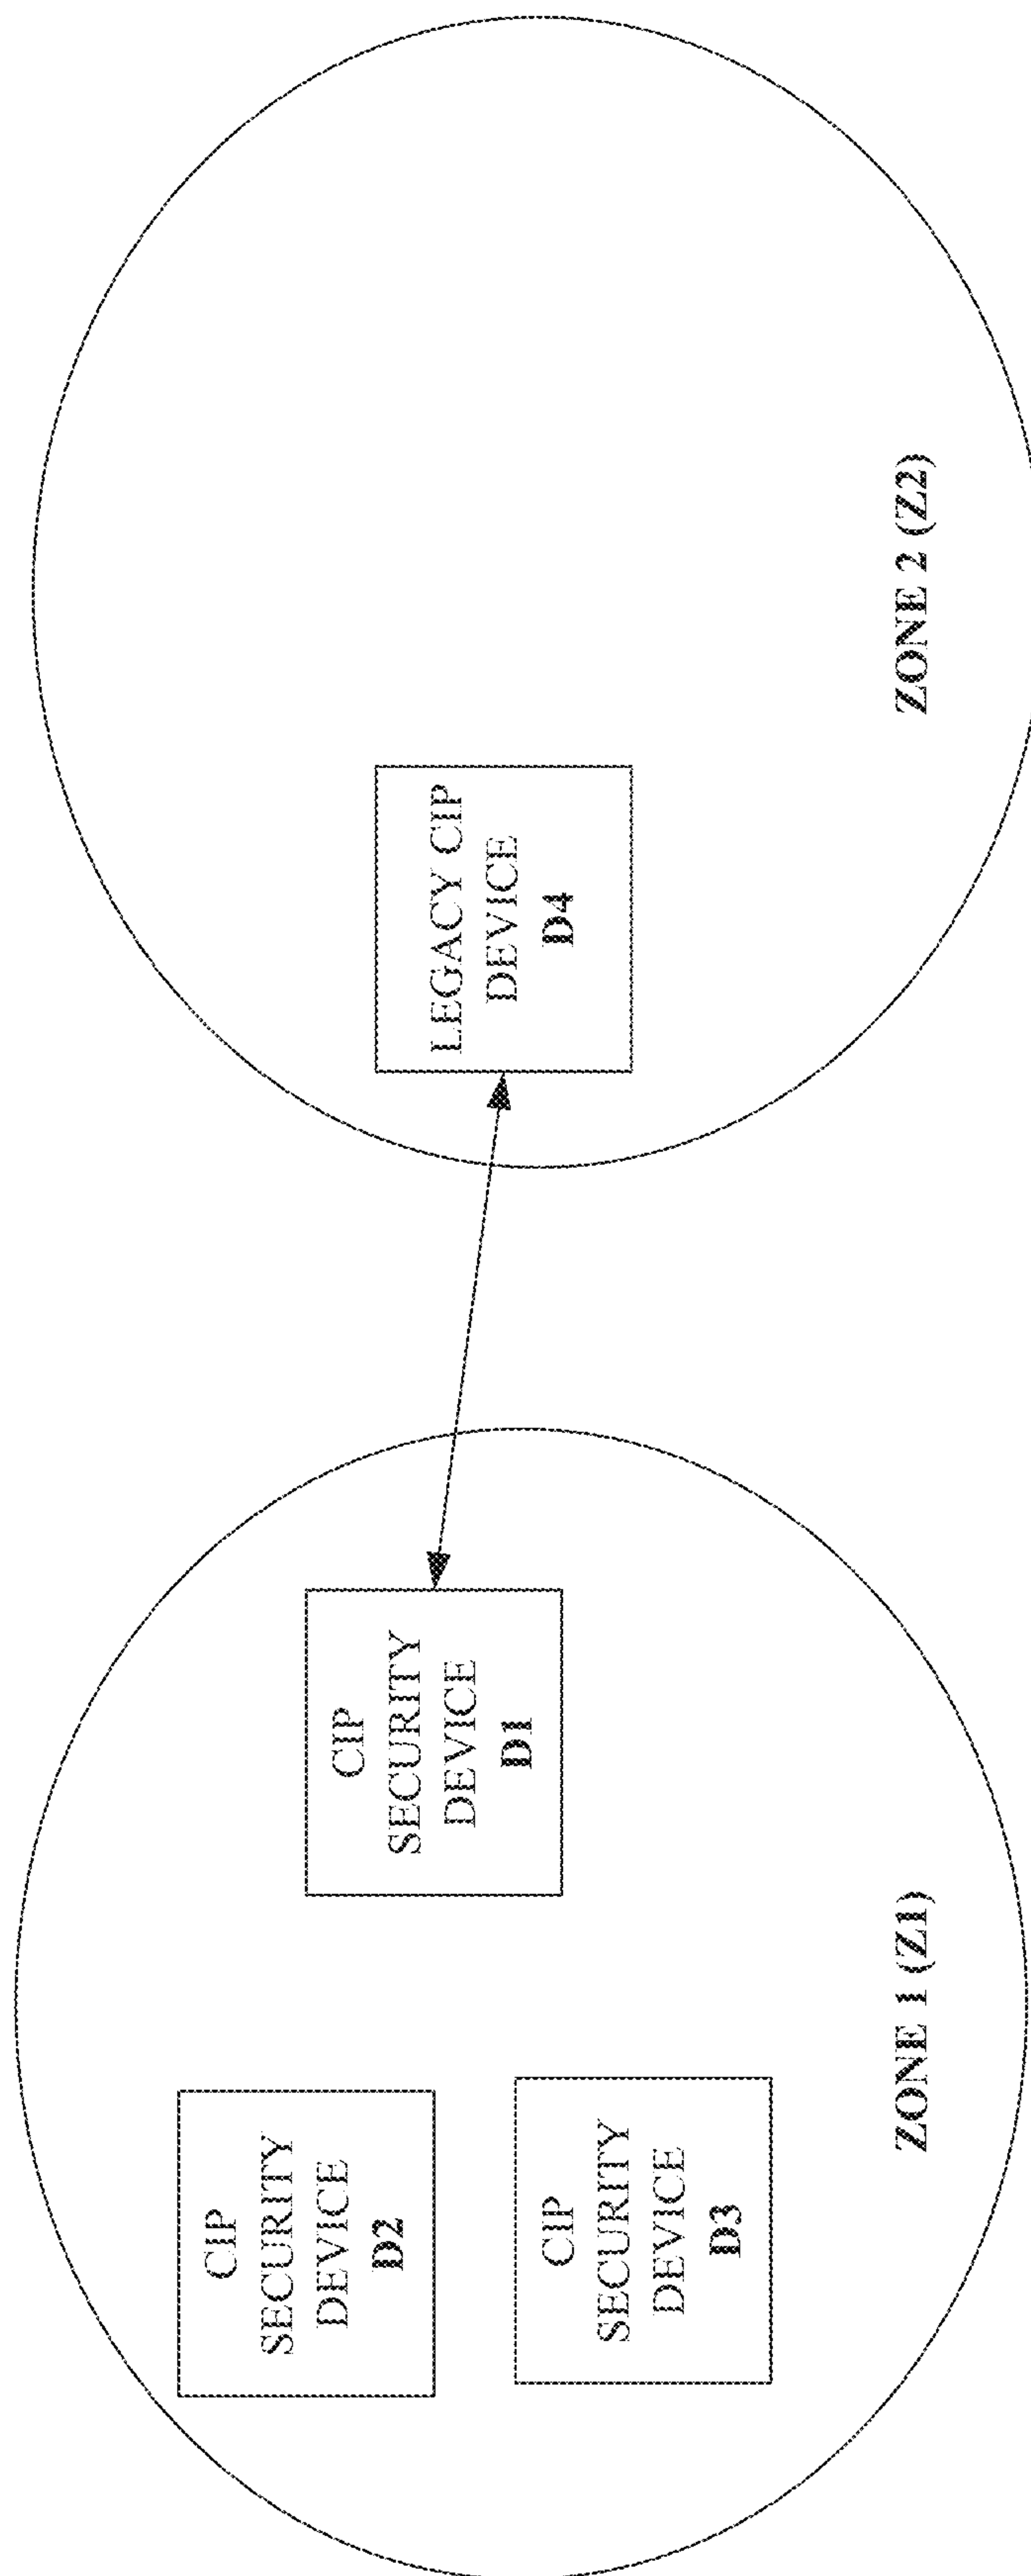 CIP
SECURITY
DEVICE
D2
CIP
SECURITY
DEVICE
D3
CIP
SECURITY
DEVICE
D1
ZONE 1 (Z1)
LEGACY CIP
DEVICE
D4
ZONE 2 (Z2)